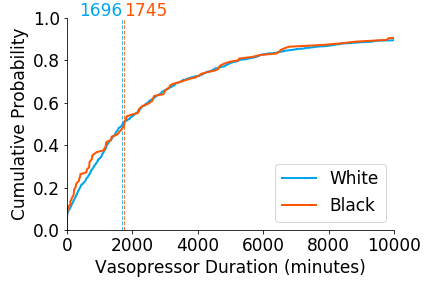 1696 1745
1.0
0.8
0.6
0.4
0.2
0.0
Cumulative Probability
White
Black
0 2000 4000 6000 8000 10000
Vasopressor Duration (minutes)